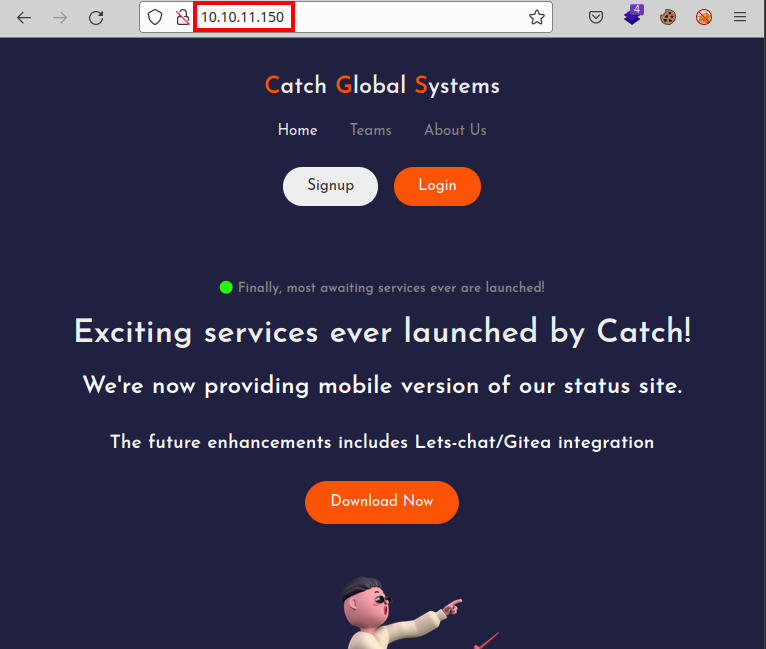 10.10.11.150
4
Catch Global Systems
Home Teams About Us
Signup Login
Finally, most awaiting services ever are launched!
Exciting services ever launched by Catch!
We're now providing mobile version of our status site.
The future enhancements includes Lets-chat/Gitea integration
Download Now